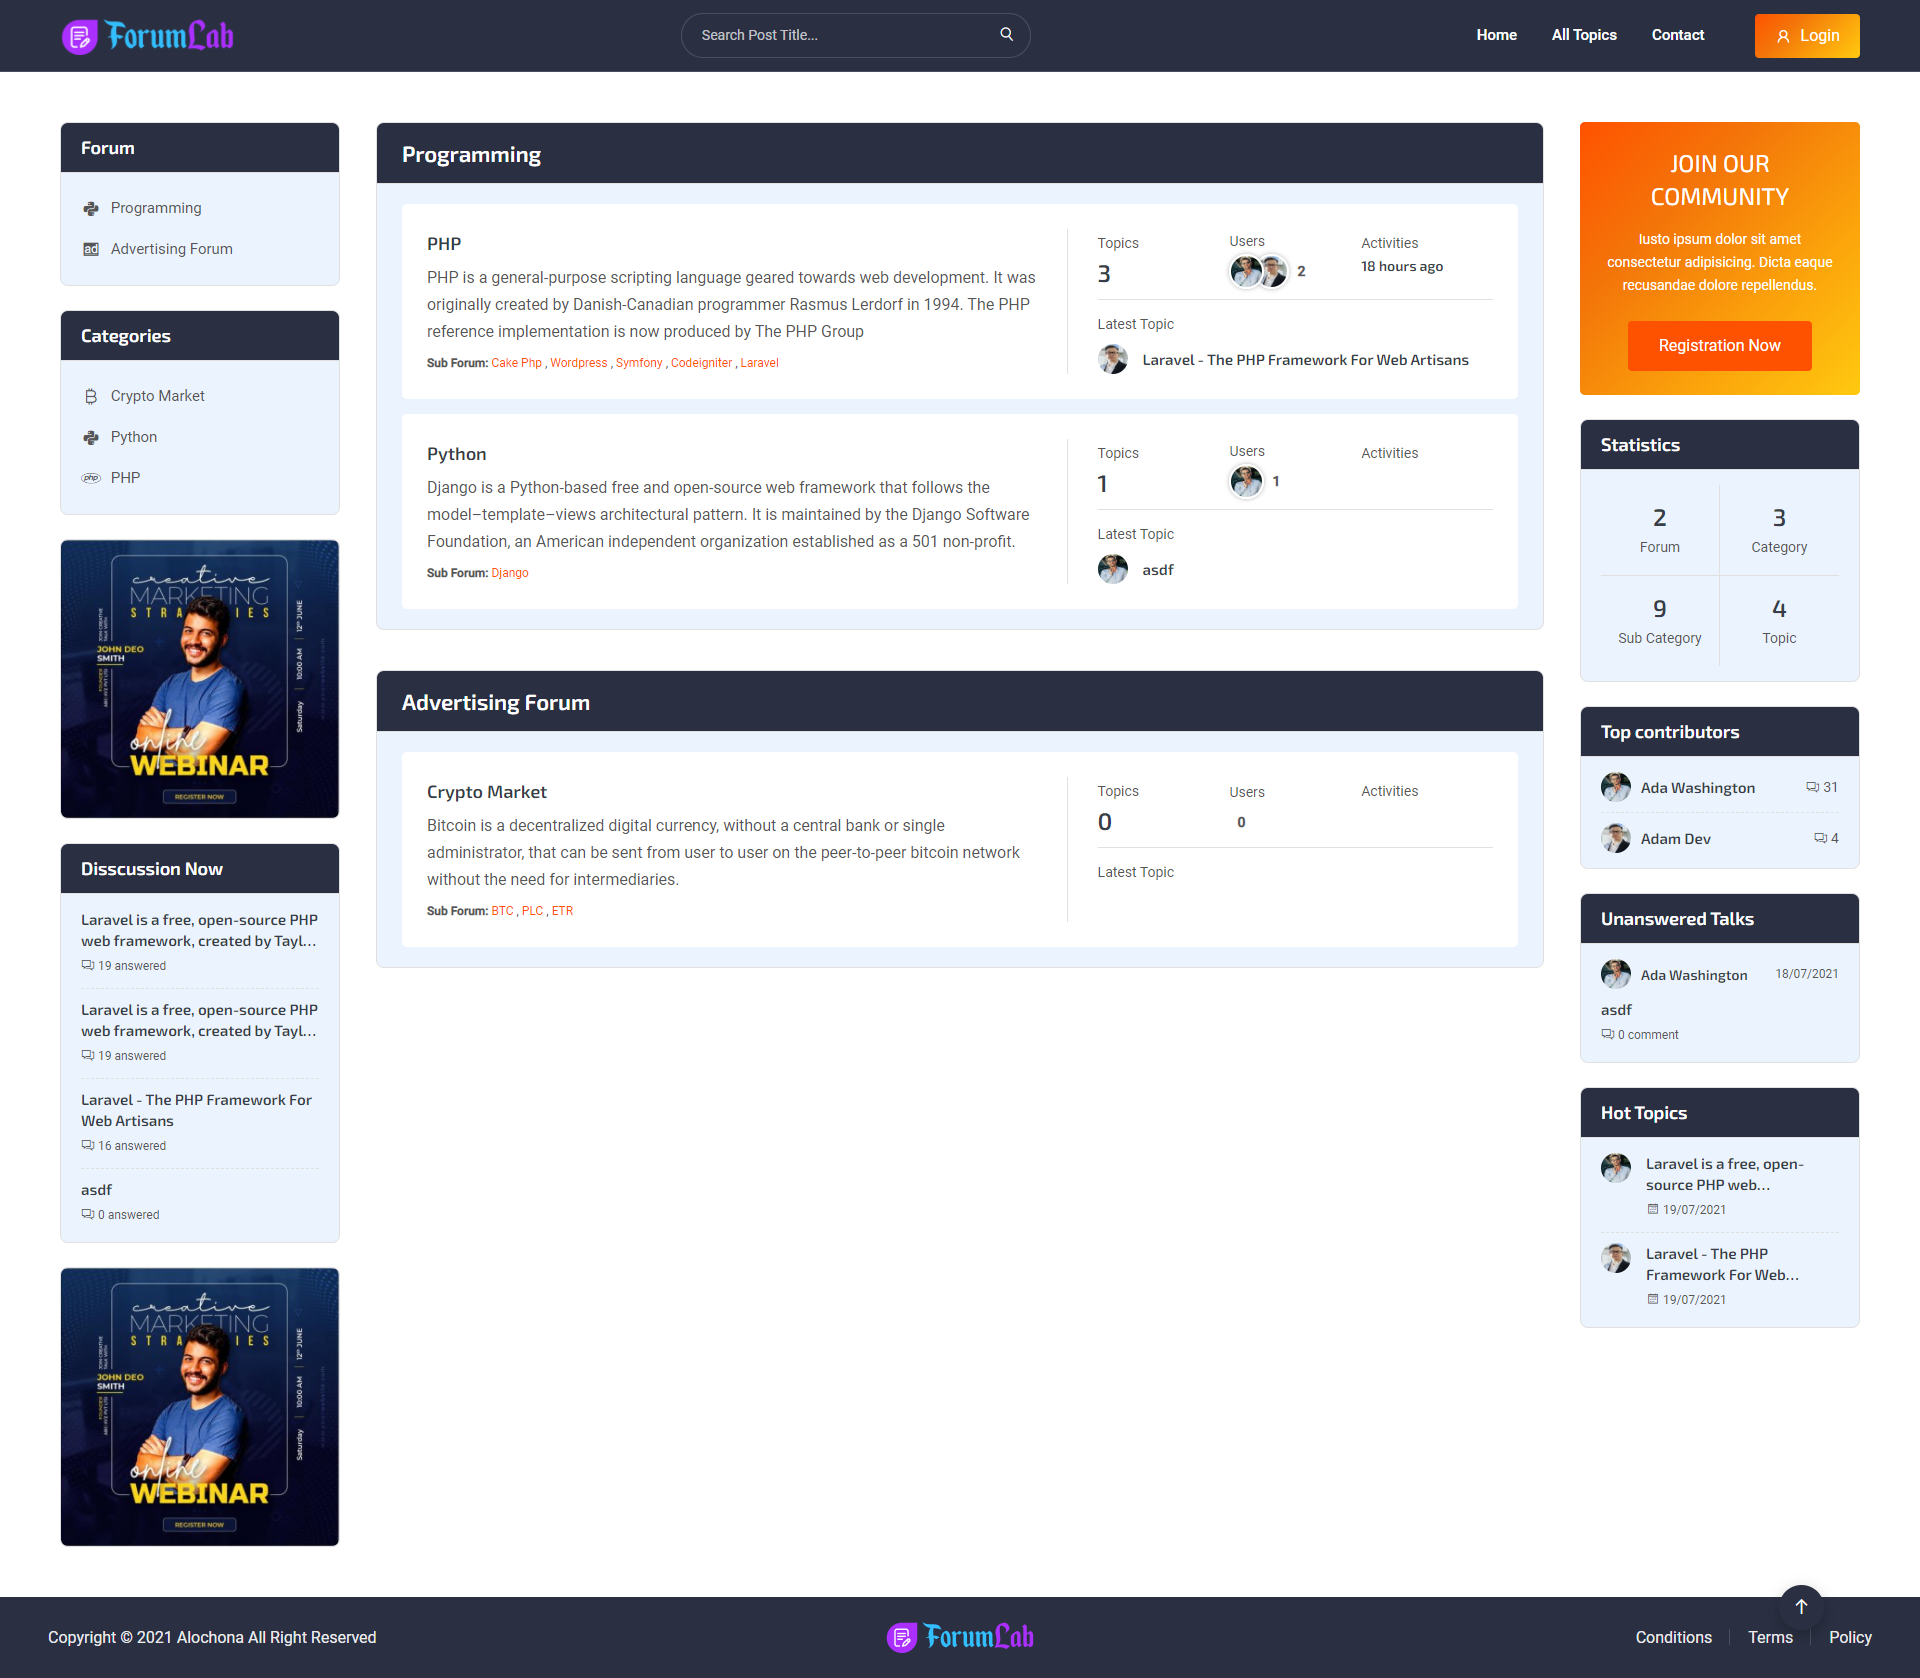 ForumLab
Search Post Title...
Home
All Topics
Contact
Login
Forum
Programming
Advertising Forum
Categories
Crypto Market
Python
PHP
creative
MARKETING
STRATEGIES
JOHN DEO
SMITH
12th JUNE
10:00 AM
Saturday
online
WEBINAR
REGISTER NOW
Disscussion Now
Laravel is a free, open-source PHP
web framework, created by Tayl...
19 answered
Laravel is a free, open-source PHP
web framework, created by Tayl...
19 answered
Laravel - The PHP Framework For
Web Artisans
16 answered
asdf
0 answered
creative
MARKETING
STRATEGIES
JOHN DEO
SMITH
12th JUNE
10:00 AM
Saturday
online
WEBINAR
REGISTER NOW
Programming
PHP
PHP is a general-purpose scripting language geared towards web development. It was
originally created by Danish-Canadian programmer Rasmus Lerdorf in 1994. The PHP
reference implementation is now produced by The PHP Group
Sub Forum: Cake Php , Wordpress , Symfony , Codeigniter , Laravel
Topics
3
Users
2
Activities
18 hours ago
Latest Topic
Laravel - The PHP Framework For Web Artisans
Python
Django is a Python-based free and open-source web framework that follows the
model–template–views architectural pattern. It is maintained by the Django Software
Foundation, an American independent organization established as a 501 non-profit.
Sub Forum: Django
Topics
1
Users
1
Activities
Latest Topic
asdf
Advertising Forum
Crypto Market
Bitcoin is a decentralized digital currency, without a central bank or single
administrator, that can be sent from user to user on the peer-to-peer bitcoin network
without the need for intermediaries.
Sub Forum: BTC , PLC , ETR
Topics
0
Users
0
Activities
Latest Topic
JOIN OUR
COMMUNITY
Iusto ipsum dolor sit amet
consectetur adipisicing. Dicta eaque
recusandae dolore repellendus.
Registration Now
Statistics
2
Forum
3
Category
9
Sub Category
4
Topic
Top contributors
Ada Washington
31
Adam Dev
4
Unanswered Talks
Ada Washington
18/07/2021
asdf
0 comment
Hot Topics
Laravel is a free, open-
source PHP web...
19/07/2021
Laravel - The PHP
Framework For Web...
19/07/2021
Copyright © 2021 Alochona All Right Reserved
ForumLab
Conditions
Terms
Policy